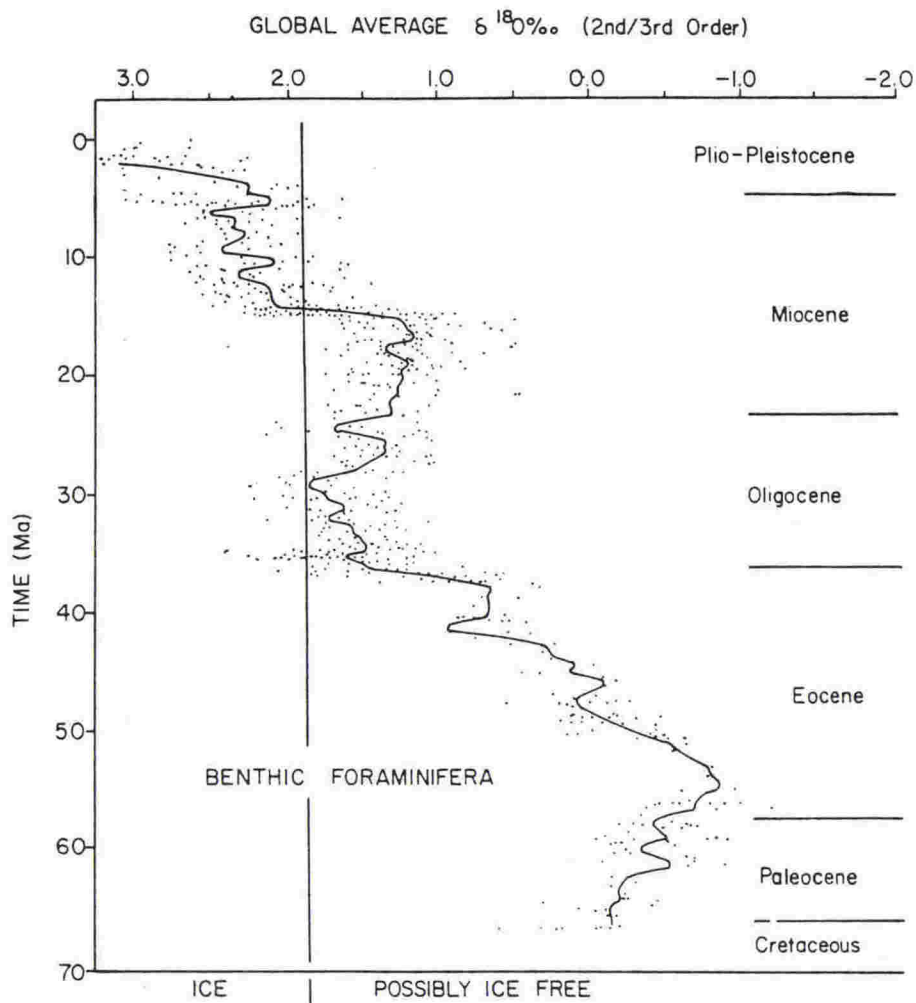 GLOBAL AVERAGE δ 18O‰ (2nd/3rd Order)
3.0 2.0 1.0 0.0 -1.0 -2.0
0
10
20
30
40
50
60
70
TIME (Ma)
Plio-Pleistocene
Miocene
Oligocene
Eocene
Paleocene
Cretaceous
BENTHIC FORAMINIFERA
ICE POSSIBLY ICE FREE